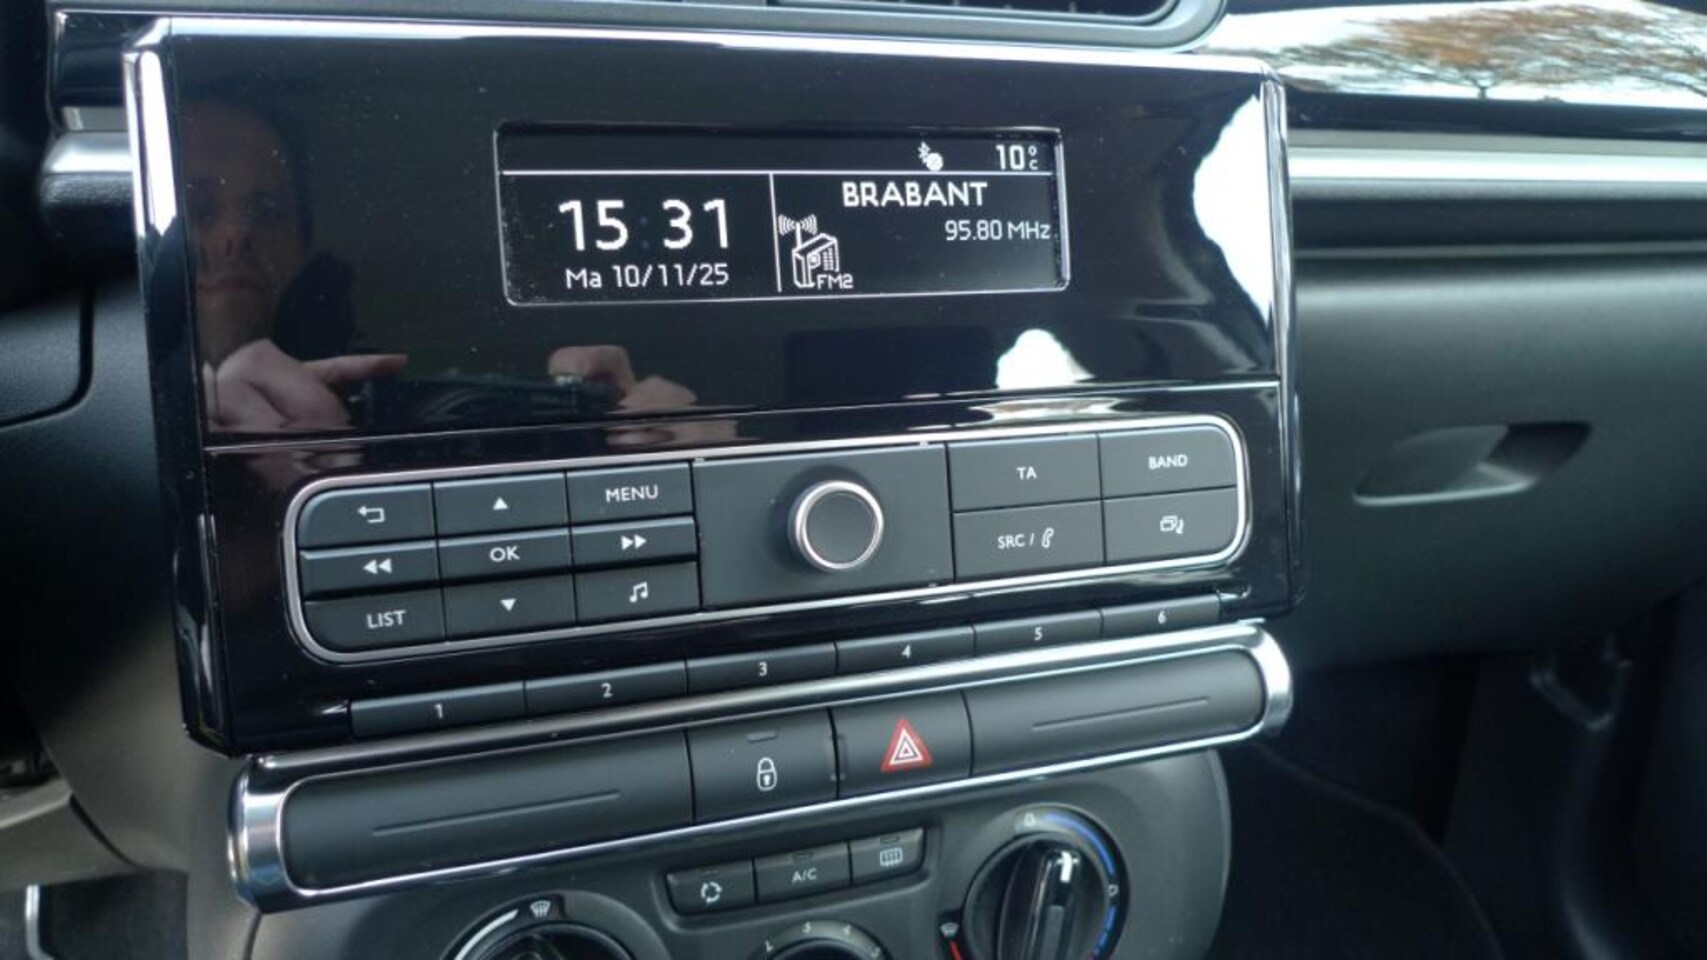 10°C
15:31
Ma 10/11/25
BRABANT
95.80 MHz
FM2
MENU
OK
LIST
TA
BAND
SRC /
1
2
3
4
5
6
A/C